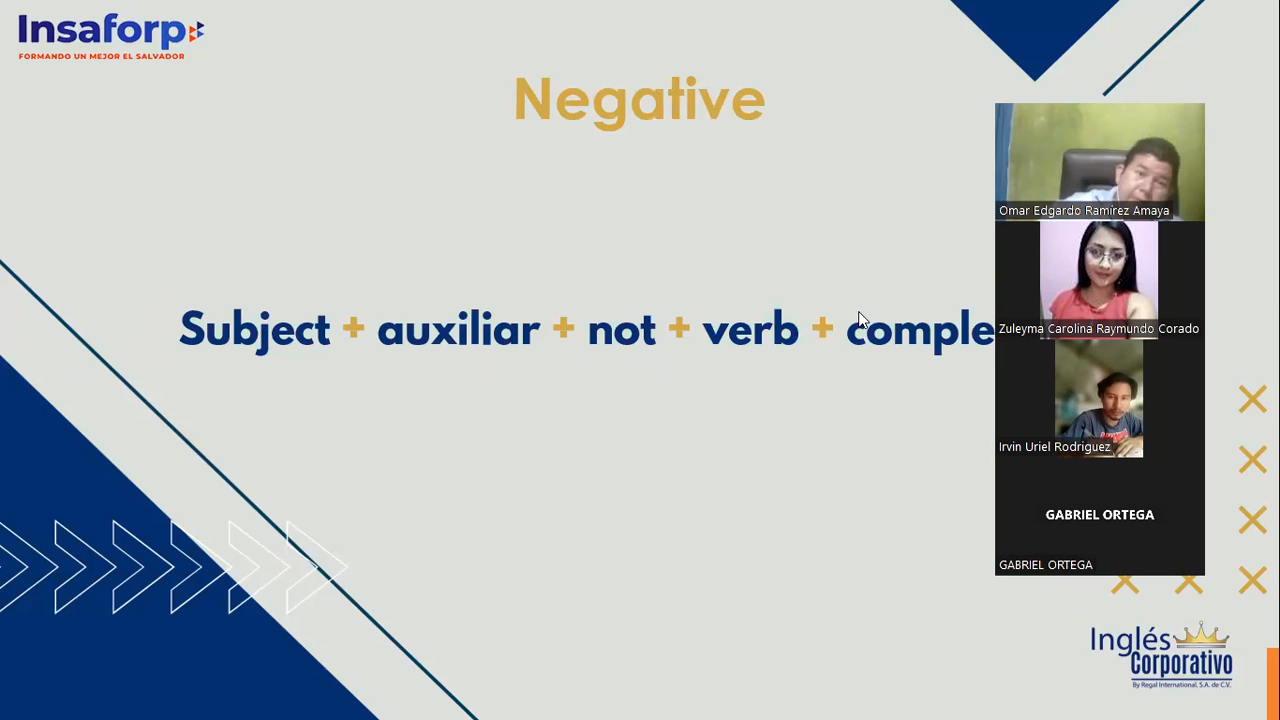 Insaforp
FORMANDO UN MEJOR EL SALVADOR
Negative
Subject + auxiliar + not + verb + comple
Omar Edgardo Ramírez Amaya
Zuleyma Carolina Raymundo Corado
Irvin Uriel Rodriguez
GABRIEL ORTEGA
GABRIEL ORTEGA
Inglés
Corporativo
By Regal International, S.A. de C.V.